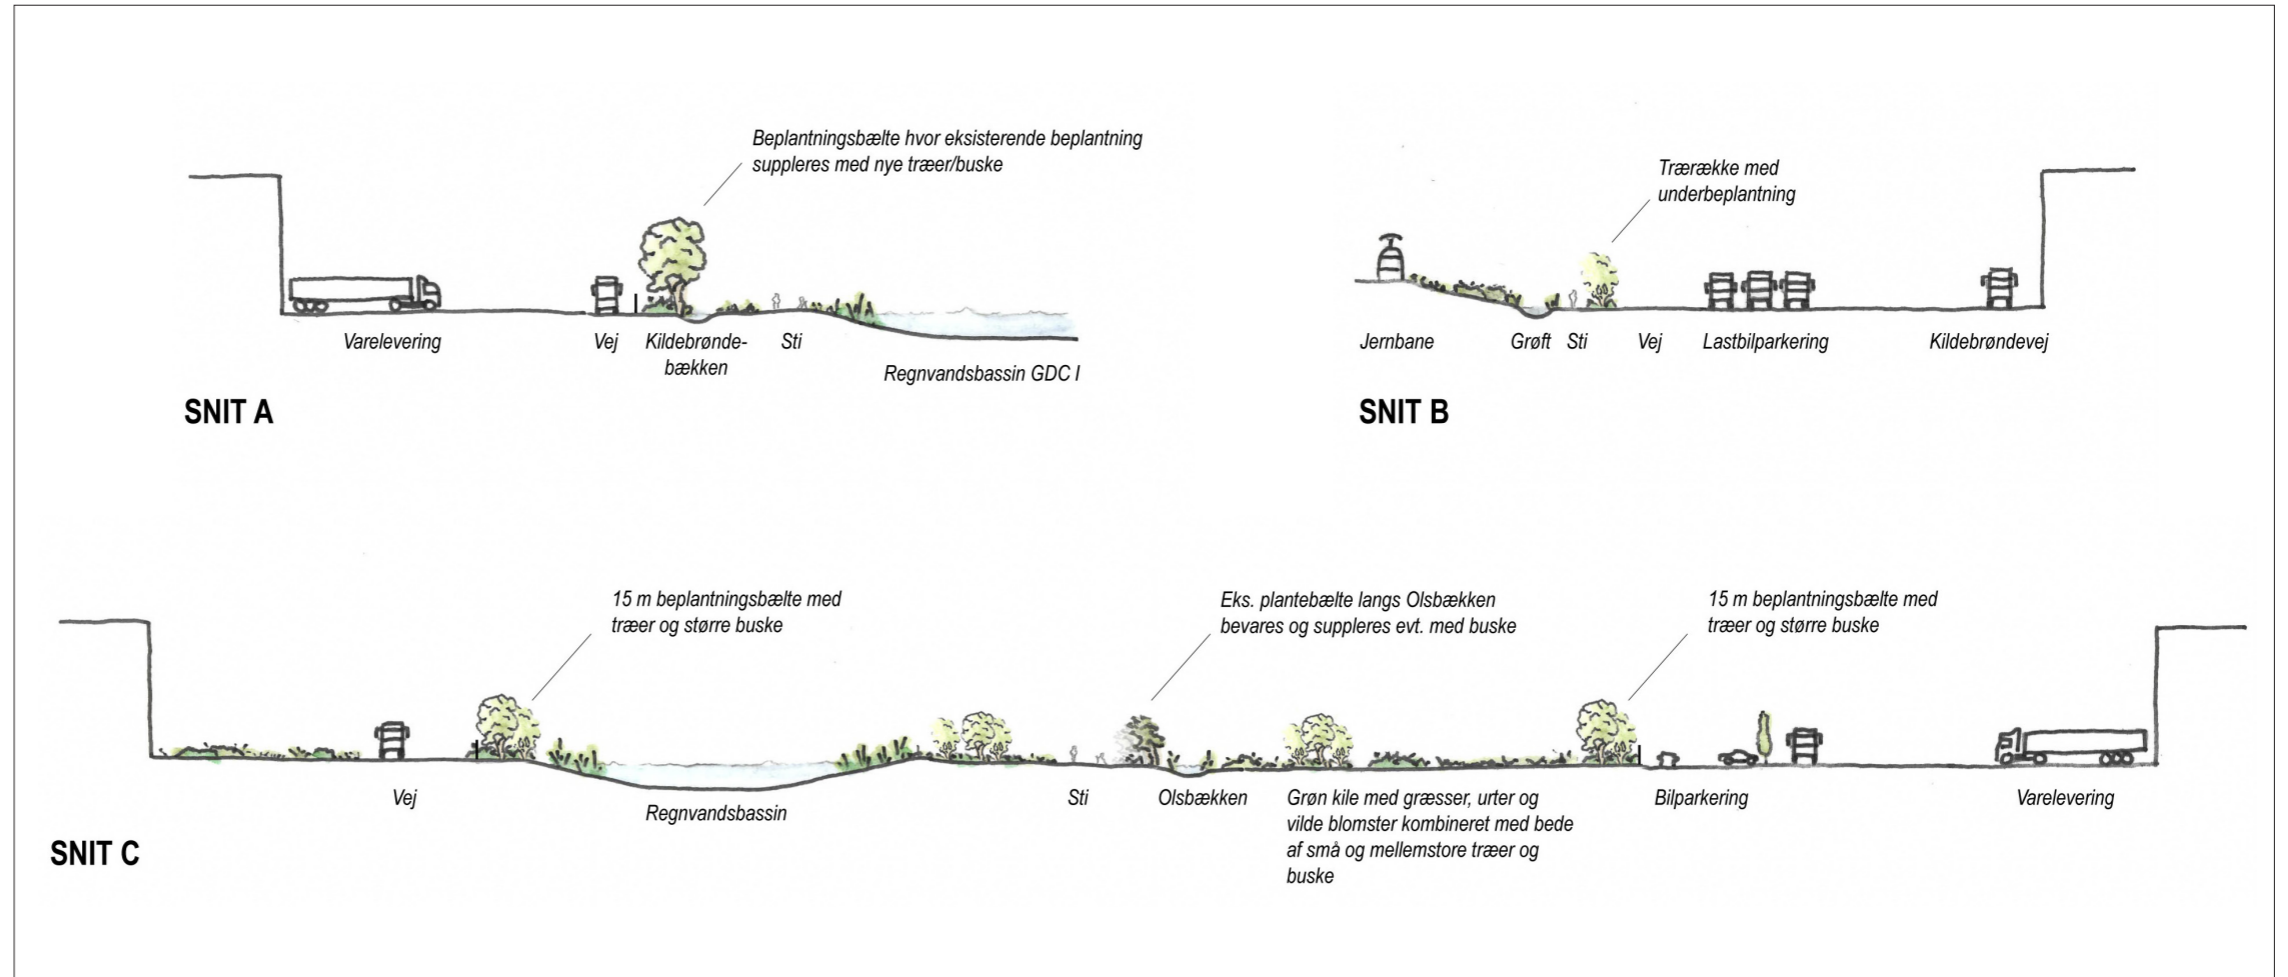 Beplantningsbælte hvor eksisterende beplantning
suppleres med nye træer/buske
Varelevering
Vej
Kildebrønde-
bækken
Sti
Regnvandsbassin GDC I
SNIT A
Trærække med
underbeplantning
Jernbane
Grøft
Sti
Vej
Lastbilparkering
Kildebrøndevej
SNIT B
15 m beplantningsbælte med
træer og større buske
Eks. plantebælte langs Olsbækken
bevares og suppleres evt. med buske
15 m beplantningsbælte med
træer og større buske
Vej
Regnvandsbassin
Sti
Olsbækken
Grøn kile med græsser, urter og
vilde blomster kombineret med bede
af små og mellemstore træer og
buske
Bilparkering
Varelevering
SNIT C